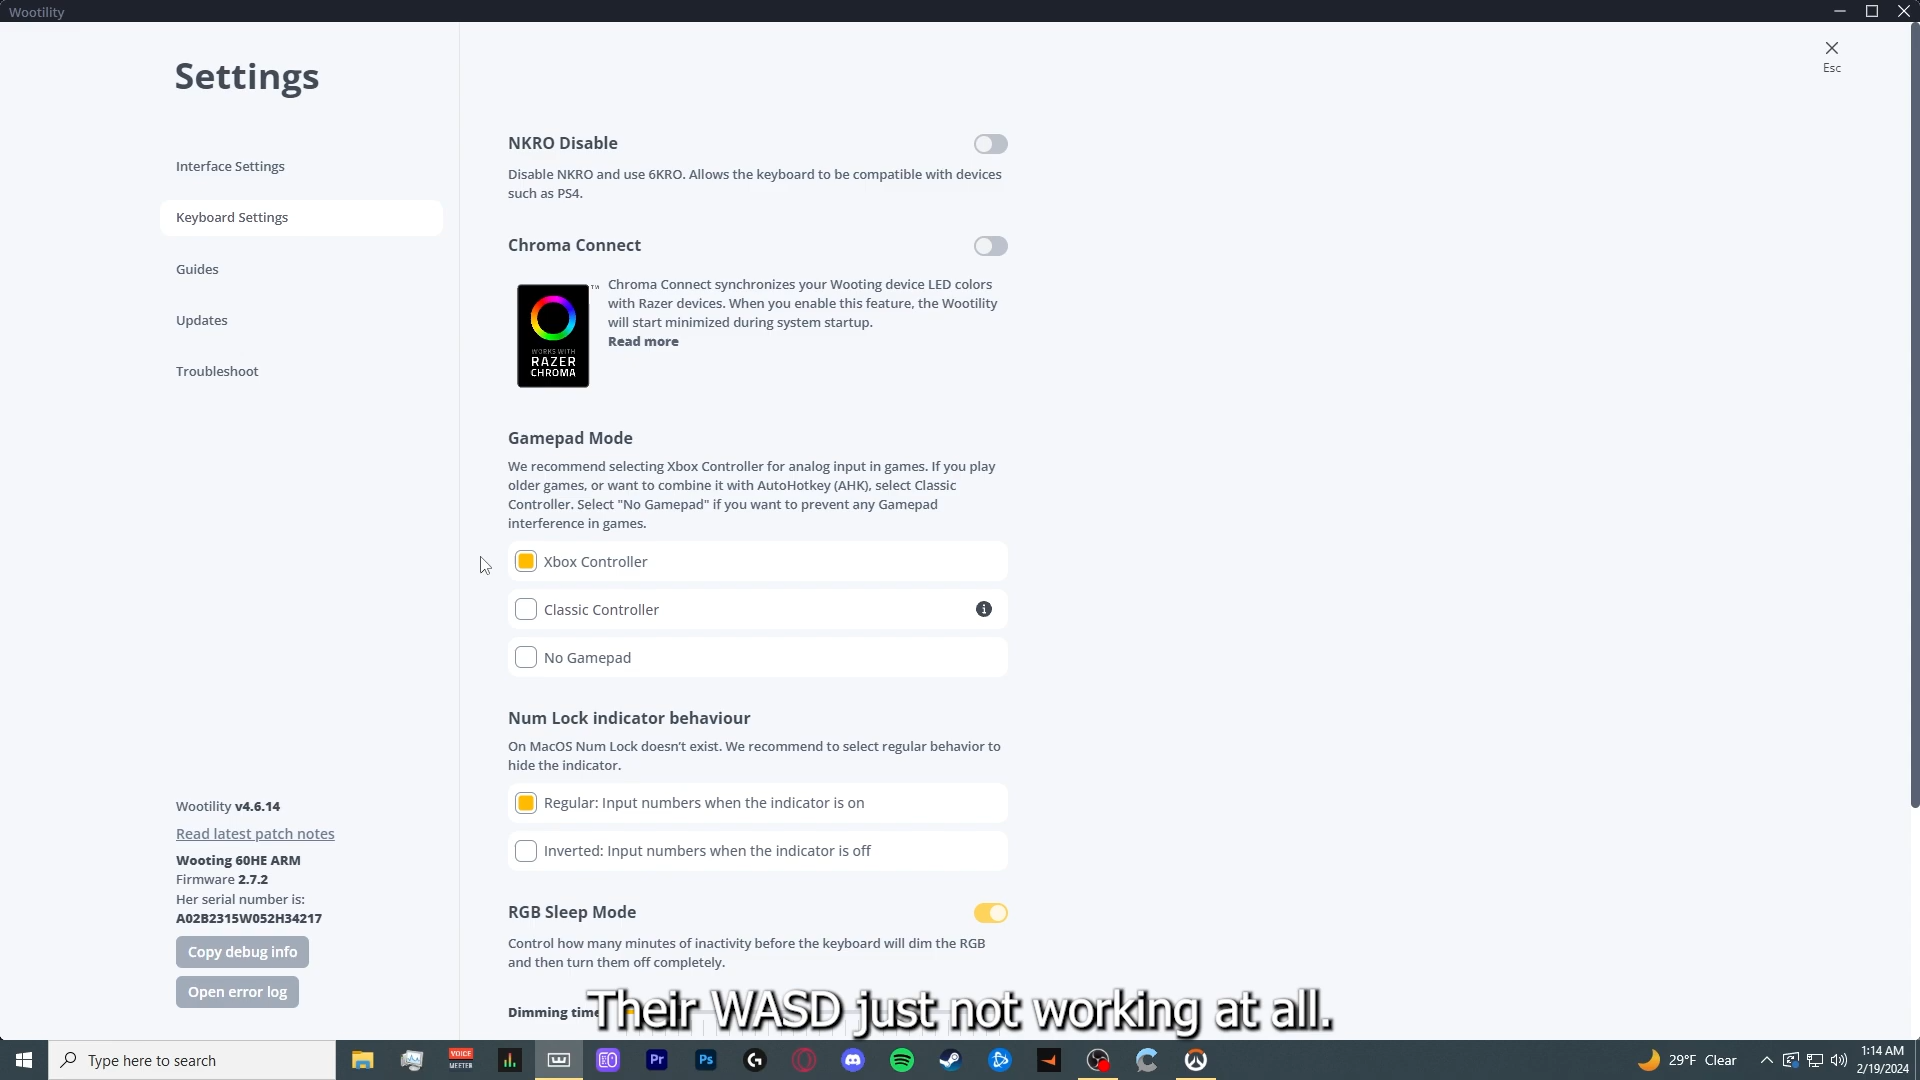 Wootility
Settings
Esc
Interface Settings
Keyboard Settings
Guides
Updates
Troubleshoot
NKRO Disable
Disable NKRO and use 6KRO. Allows the keyboard to be compatible with devices
such as PS4.
Chroma Connect
Chroma Connect synchronizes your Wooting device LED colors
with Razer devices. When you enable this feature, the Wootility
will start minimized during system startup.
Read more
TM
WORKS WITH
RAZER
CHROMA
Gamepad Mode
We recommend selecting Xbox Controller for analog input in games. If you play
older games, or want to combine it with AutoHotkey (AHK), select Classic
Controller. Select "No Gamepad" if you want to prevent any Gamepad
interference in games.
Xbox Controller
Classic Controller
No Gamepad
Num Lock indicator behaviour
On MacOS Num Lock doesn't exist. We recommend to select regular behavior to
hide the indicator.
Regular: Input numbers when the indicator is on
Inverted: Input numbers when the indicator is off
RGB Sleep Mode
Control how many minutes of inactivity before the keyboard will dim the RGB
and then turn them off completely.
Dimming time
Wootility v4.6.14
Read latest patch notes
Wooting 60HE ARM
Firmware 2.7.2
Her serial number is:
A02B2315W052H34217
Copy debug info
Open error log
Their WASD just not working at all.
Type here to search
VOICE
MEETER
Pr
Ps
29°F Clear
1:14 AM
2/19/2024